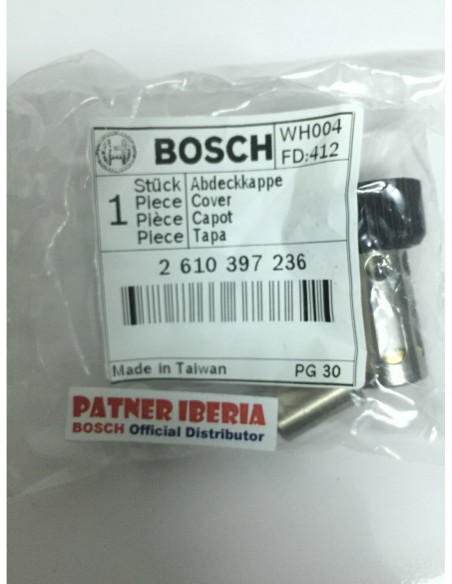 BOSCH
WH004
FD:412
1
Stück Abdeckkappe
Piece Cover
Pièce Capot
Piece Tapa
2 610 397 236
Made in Taiwan PG 30
PATNER IBERIA
BOSCH Official Distributor